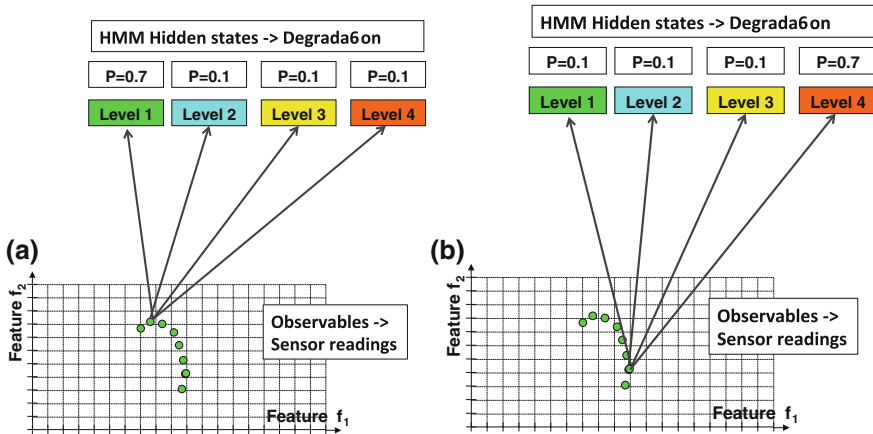 HMM Hidden states -> Degrada6on
P=0.7 P=0.1 P=0.1 P=0.1
Level 1 Level 2 Level 3 Level 4
(a)
Feature f2
Observables ->
Sensor readings
Feature f1
HMM Hidden states -> Degrada6on
P=0.1 P=0.1 P=0.1 P=0.7
Level 1 Level 2 Level 3 Level 4
(b)
Feature f2
Observables ->
Sensor readings
Feature f1